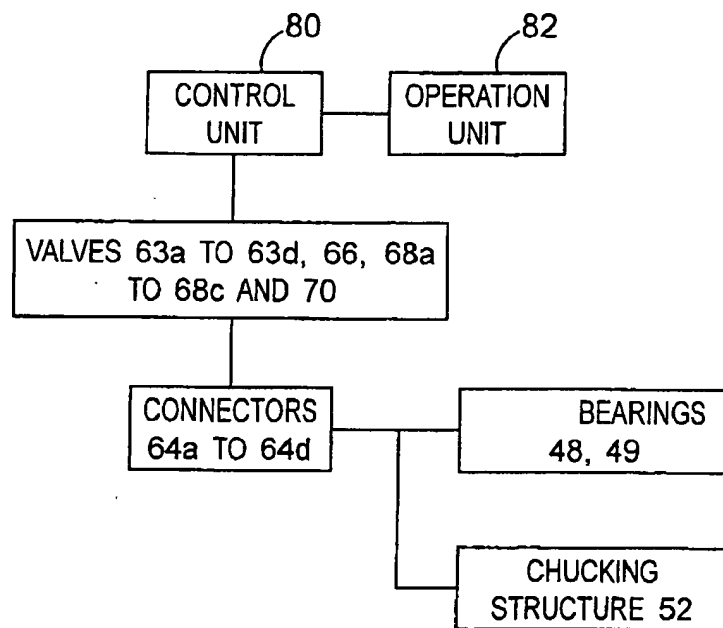 80
82
CONTROL
UNIT
OPERATION
UNIT
VALVES 63a TO 63d, 66, 68a
TO 68c AND 70
CONNECTORS
64a TO 64d
BEARINGS
48, 49
CHUCKING
STRUCTURE 52